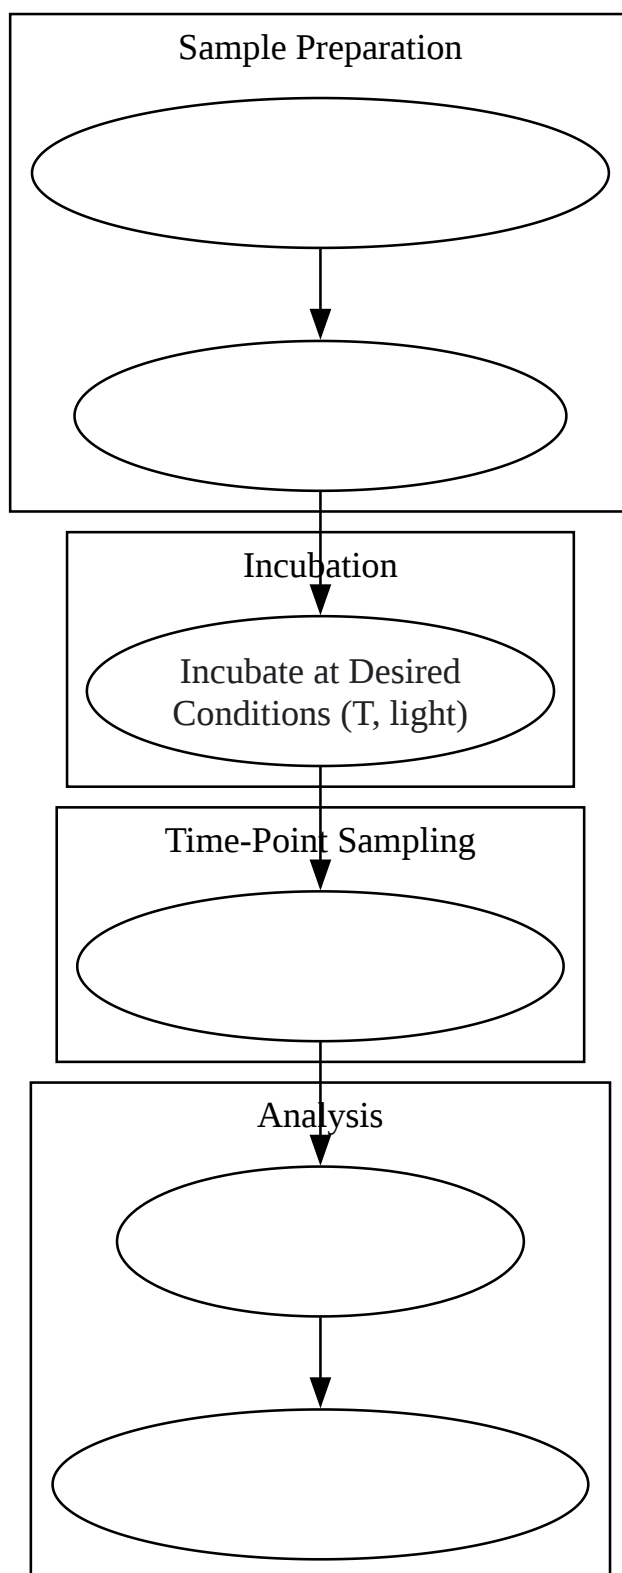 Sample Preparation
Incubation
Incubate at Desired
Conditions (T, light)
Time-Point Sampling
Analysis